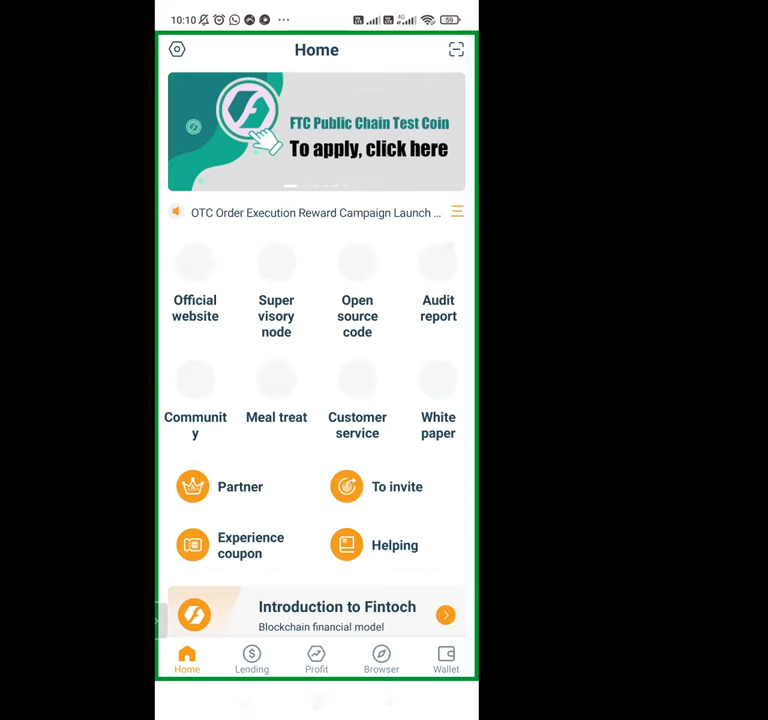 10:10
59
Home
FTC Public Chain Test Coin
To apply, click here
OTC Order Execution Reward Campaign Launch ...
Official
website
Super
visory
node
Open
source
code
Audit
report
Communit
y
Meal treat
Customer
service
White
paper
Partner
To invite
Experience
coupon
Helping
Introduction to Fintoch
Blockchain financial model
Home
Lending
Profit
Browser
Wallet